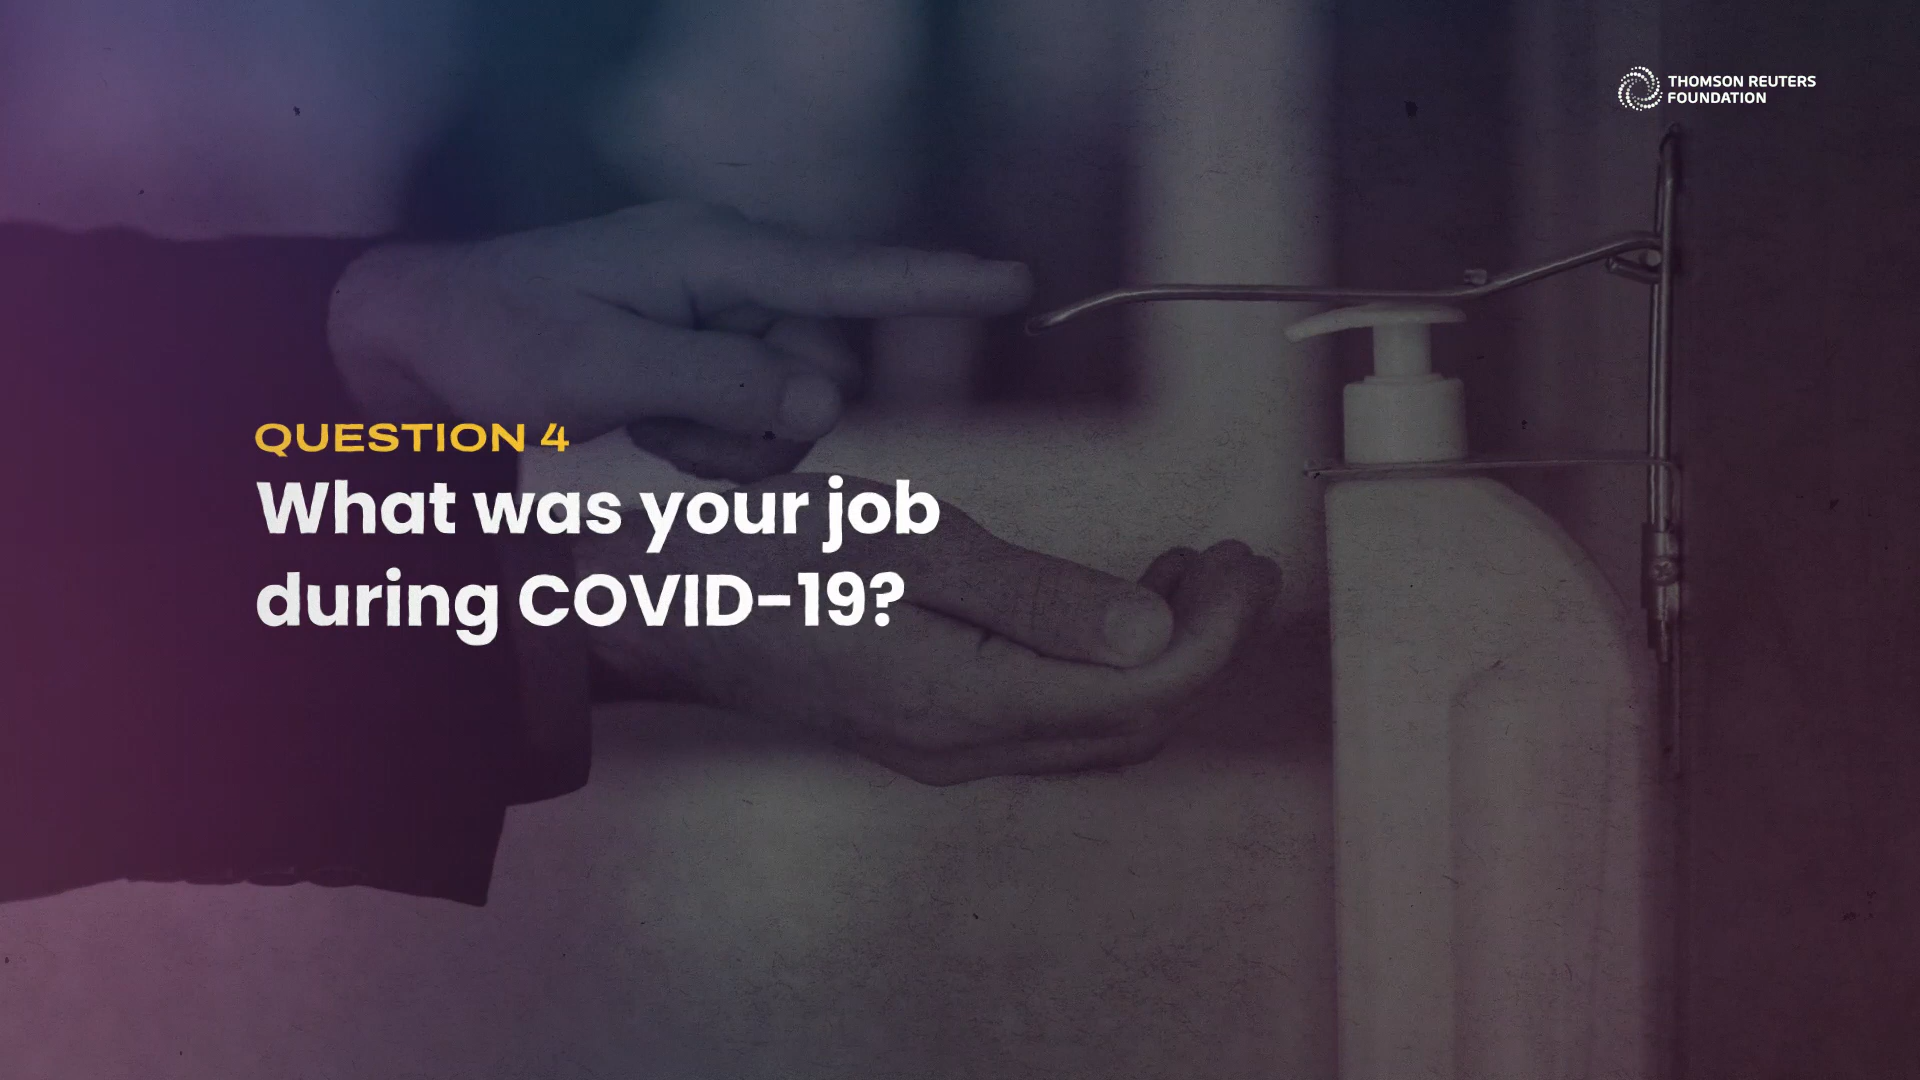 THOMSON REUTERS
FOUNDATION
QUESTION 4
What was your job
during COVID-19?